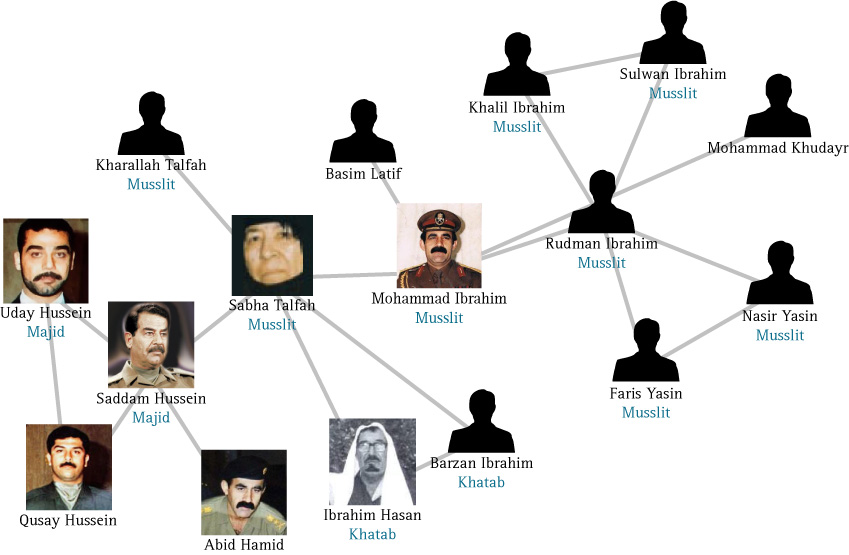 Sulwan Ibrahim
Musslit
Khalil Ibrahim
Musslit
Mohammad Khudayr
Kharallah Talfah
Musslit
Basim Latif
Rudman Ibrahim
Musslit
Uday Hussein
Majid
Sabha Talfah
Musslit
Mohammad Ibrahim
Musslit
Nasir Yasin
Musslit
Saddam Hussein
Majid
Faris Yasin
Musslit
Barzan Ibrahim
Khatab
Qusay Hussein
Ibrahim Hasan
Khatab
Abid Hamid